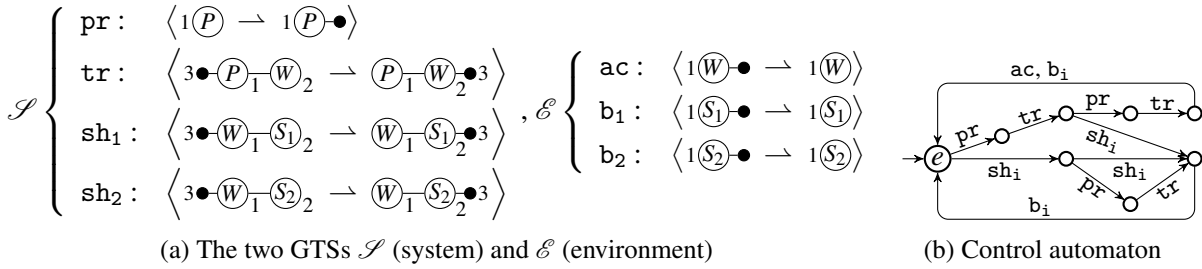 pr : ⟨ 1 P ⇀ 1 P ● ⟩
𝒮 { tr : ⟨ 3 ● P 1 W 2 ⇀ P 1 W 2 ● 3 ⟩
sh₁ : ⟨ 3 ● W 1 S₁ 2 ⇀ W 1 S₁ 2 ● 3 ⟩
sh₂ : ⟨ 3 ● W 1 S₂ 2 ⇀ W 1 S₂ 2 ● 3 ⟩
, ℰ { ac : ⟨ 1 W ● ⇀ 1 W ⟩
b₁ : ⟨ 1 S₁ ● ⇀ 1 S₁ ⟩
b₂ : ⟨ 1 S₂ ● ⇀ 1 S₂ ⟩
(a) The two GTSs 𝒮 (system) and ℰ (environment)
ac, bᵢ
pr
tr
pr
tr
shᵢ
e
shᵢ
shᵢ
pr
tr
bᵢ
(b) Control automaton